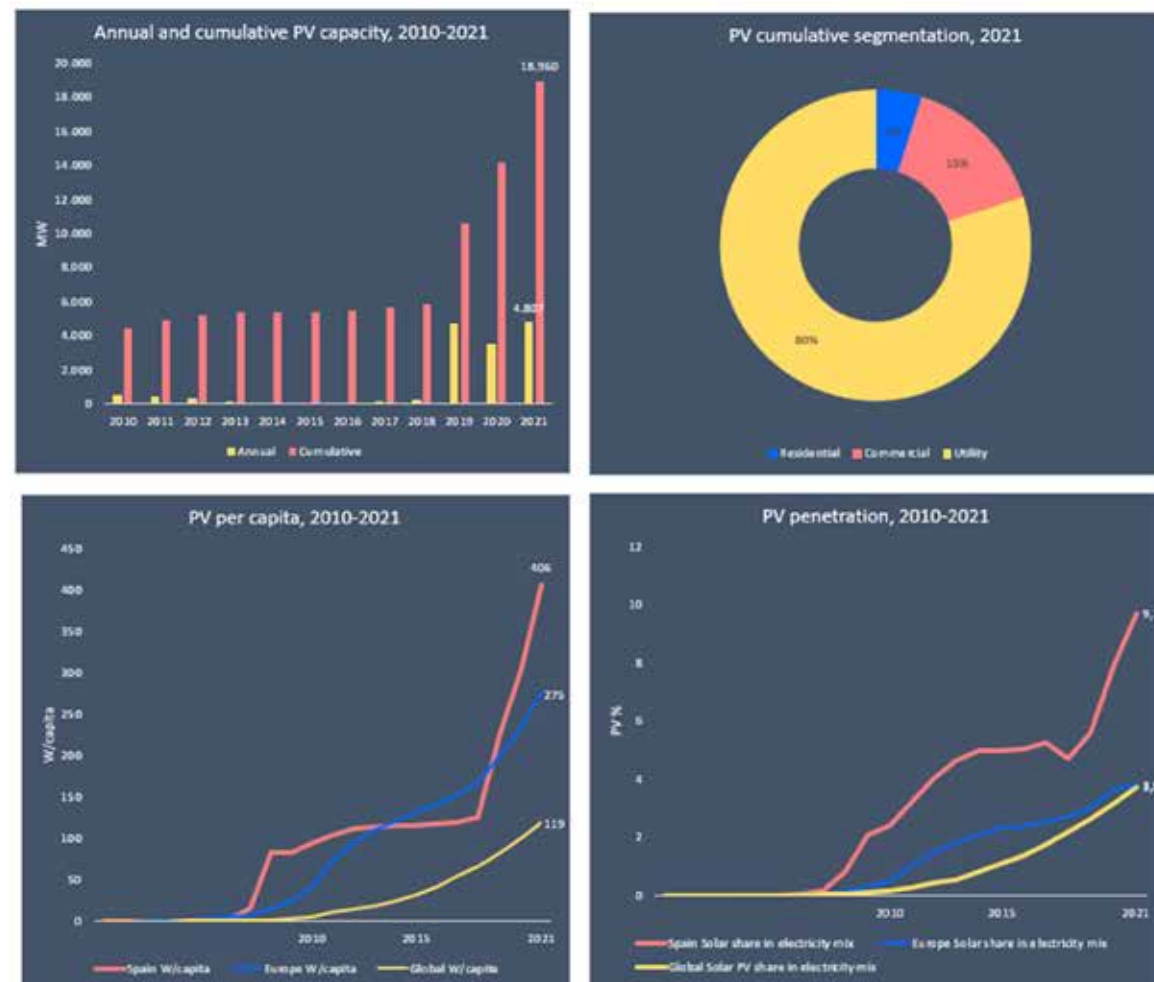 Annual and cumulative PV capacity, 2010-2021
20.000
18.960
18.000
16.000
14.000
12.000
10.000
8.000
6.000
4.000
2.000
0
MW
4.807
2010 2011 2012 2013 2014 2015 2016 2017 2018 2019 2020 2021
Annual Cumulative
PV cumulative segmentation, 2021
15%
80%
Residential Commercial Utility
PV per capita, 2010-2021
450
400
350
300
250
200
150
100
50
0
W/capita
406
275
119
2010 2015 2021
Spain W/capita Europe W/capita Global W/capita
PV penetration, 2010-2021
12
10
8
6
4
2
0
PV %
9,
2010 2015 2021
Spain Solar share in electricity mix Europe Solar share in electricity mix
Global Solar PV share in electricity mix